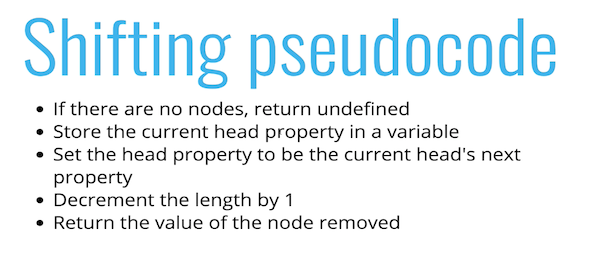 Shifting pseudocode
• If there are no nodes, return undefined
• Store the current head property in a variable
• Set the head property to be the current head's next
property
• Decrement the length by 1
• Return the value of the node removed